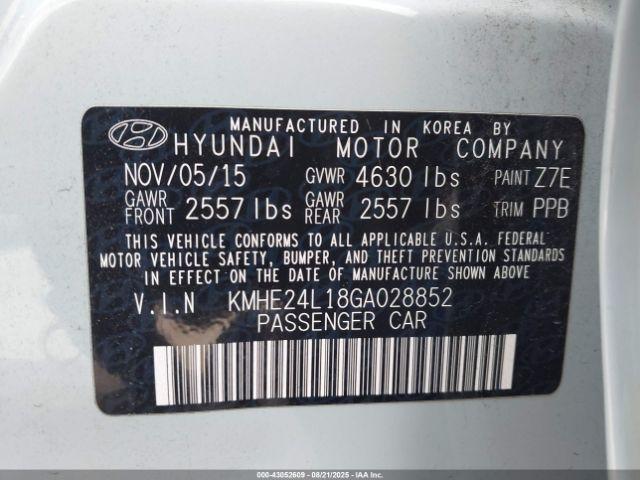 MANUFACTURED IN KOREA BY
HYUNDAI MOTOR COMPANY
NOV/05/15 GVWR 4630 lbs PAINT Z7E
GAWR FRONT 2557 lbs GAWR REAR 2557 lbs TRIM PPB
THIS VEHICLE CONFORMS TO ALL APPLICABLE U.S.A. FEDERAL
MOTOR VEHICLE SAFETY, BUMPER, AND THEFT PREVENTION STANDARDS
IN EFFECT ON THE DATE OF MANUFACTURE SHOWN ABOVE
V.I.N KMHE24L18GA028852
PASSENGER CAR
000-43052609 - 08/21/2025 - Copyright © IAA